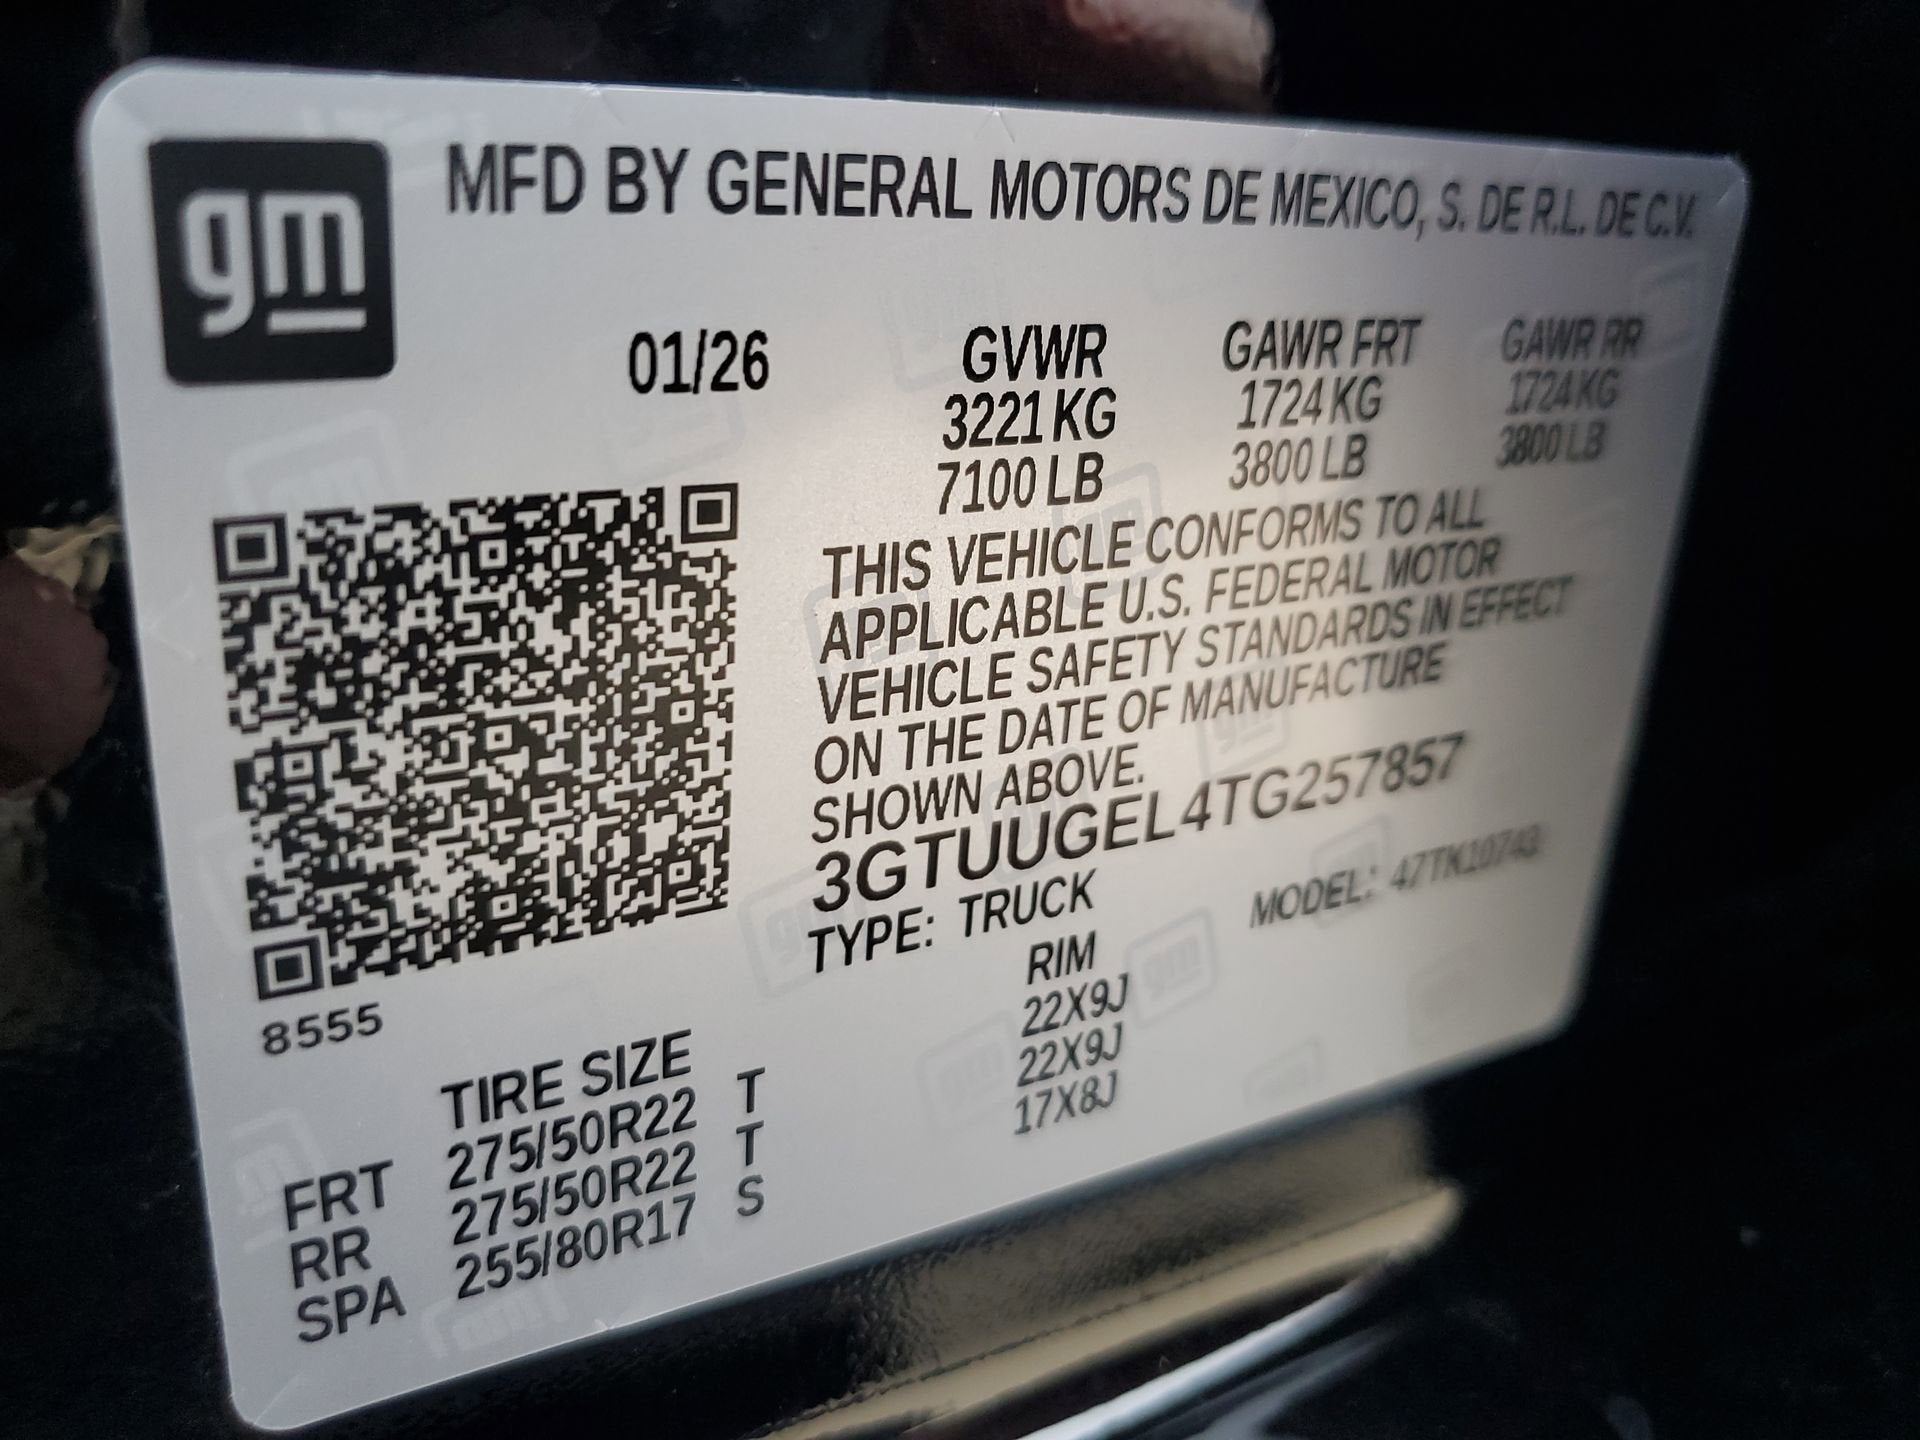 gm
MFD BY GENERAL MOTORS DE MEXICO, S. DE R.L. DE C.V.
01/26 GVWR GAWR FRT GAWR RR
3221 KG 1724 KG 1724 KG
7100 LB 3800 LB 3800 LB
THIS VEHICLE CONFORMS TO ALL
APPLICABLE U.S. FEDERAL MOTOR
VEHICLE SAFETY STANDARDS IN EFFECT
ON THE DATE OF MANUFACTURE
SHOWN ABOVE.
3GTUUGEL4TG257857
TYPE: TRUCK MODEL: 47TK10743
8555
TIRE SIZE RIM
FRT 275/50R22 T 22X9J
RR 275/50R22 T 22X9J
SPA 255/80R17 S 17X8J